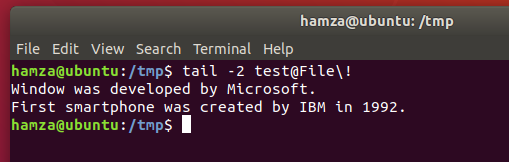 hamza@ubuntu: /tmp
File Edit View Search Terminal Help
hamza@ubuntu:/tmp$ tail -2 test@File\!
Window was developed by Microsoft.
First smartphone was created by IBM in 1992.
hamza@ubuntu:/tmp$